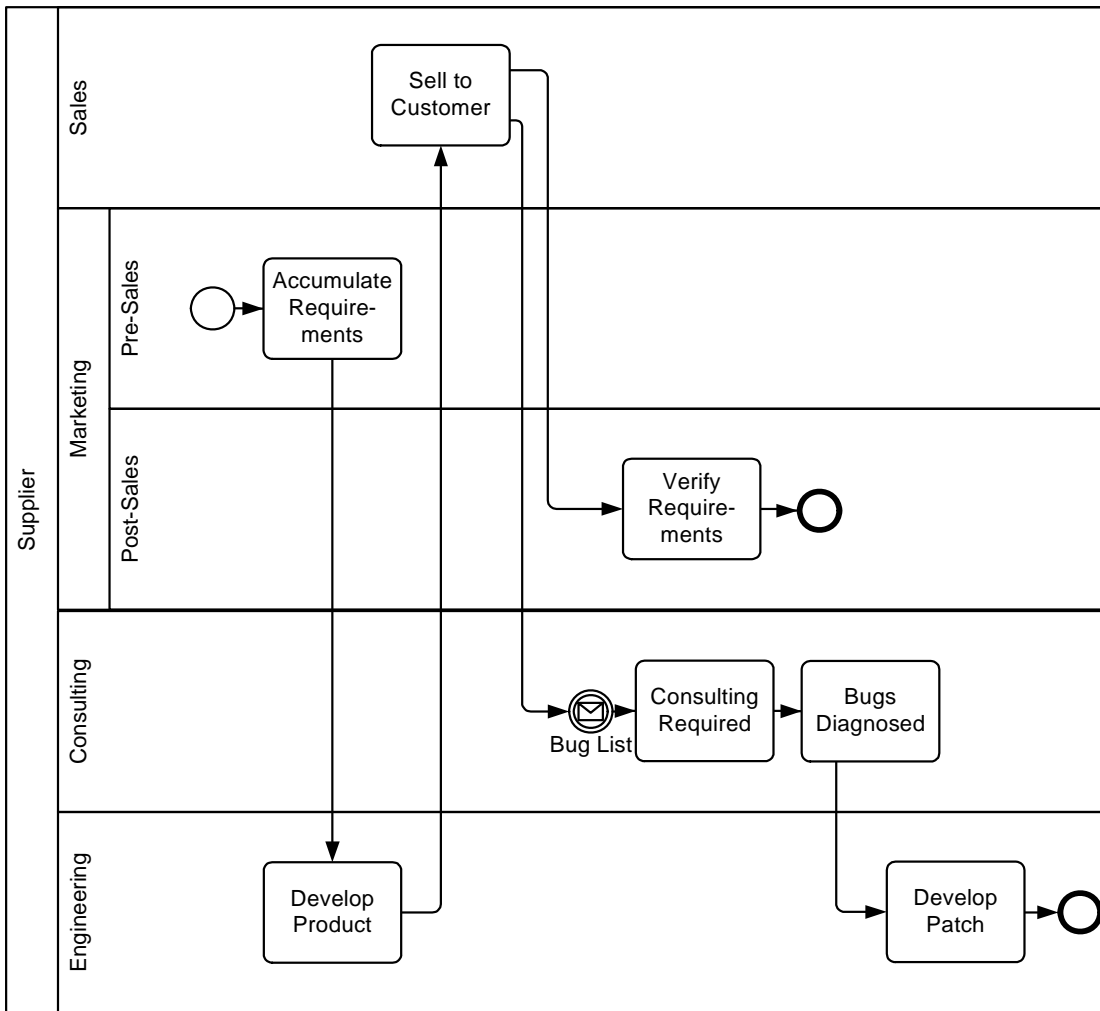 Supplier
Sales
Sell to
Customer
Marketing
Pre-Sales
Accumulate
Require-
ments
Post-Sales
Verify
Require-
ments
Consulting
Bug List
Consulting
Required
Bugs
Diagnosed
Engineering
Develop
Product
Develop
Patch